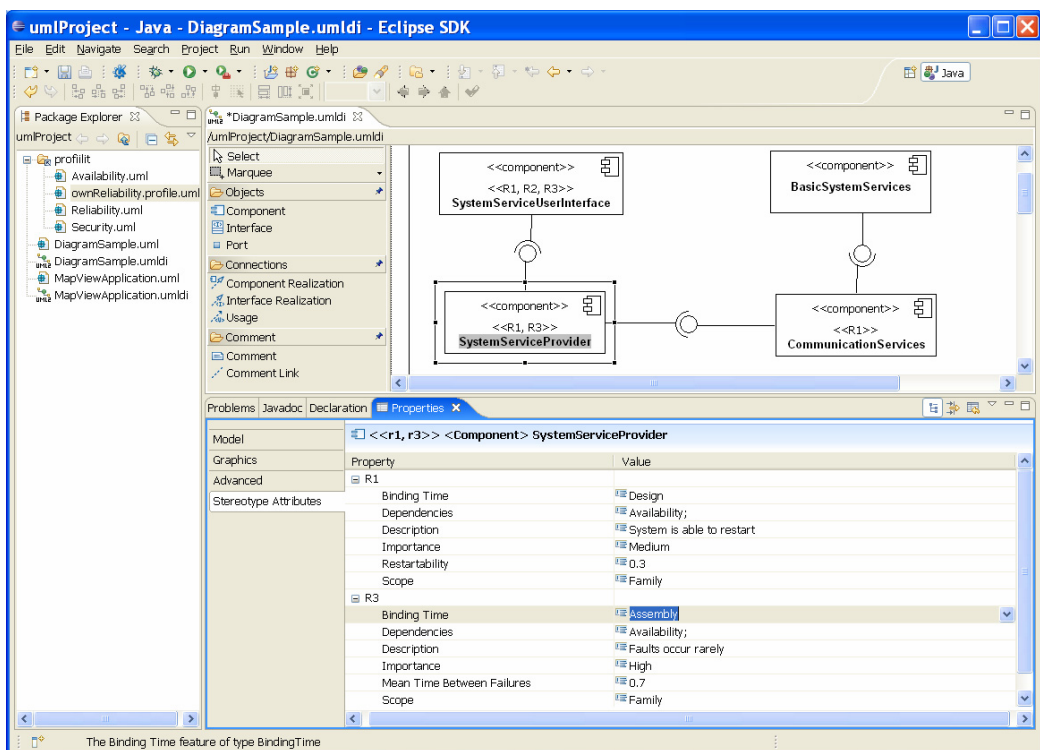 umlProject - Java - DiagramSample.umldi - Eclipse SDK
File Edit Navigate Search Project Run Window Help
Java
Package Explorer
umlProject
profiilit
Availability.uml
ownReliability.profile.uml
Reliability.uml
Security.uml
DiagramSample.uml
DiagramSample.umldi
MapViewApplication.uml
MapViewApplication.umldi
*DiagramSample.umldi
/umlProject/DiagramSample.umldi
Select
Marquee
Objects
Component
Interface
Port
Connections
Component Realization
Interface Realization
Usage
Comment
Comment
Comment Link
<<component>>
<<R1, R2, R3>>
SystemServiceUserInterface
<<component>>
BasicSystemServices
<<component>>
<<R1, R3>>
SystemServiceProvider
<<component>>
<<R1>>
CommunicationServices
Problems Javadoc Declaration Properties
Model
Graphics
Advanced
Stereotype Attributes
<<r1, r3>> <Component> SystemServiceProvider
Property Value
R1
Binding Time Design
Dependencies Availability;
Description System is able to restart
Importance Medium
Restartability 0.3
Scope Family
R3
Binding Time Assembly
Dependencies Availability;
Description Faults occur rarely
Importance High
Mean Time Between Failures 0.7
Scope Family
The Binding Time feature of type BindingTime